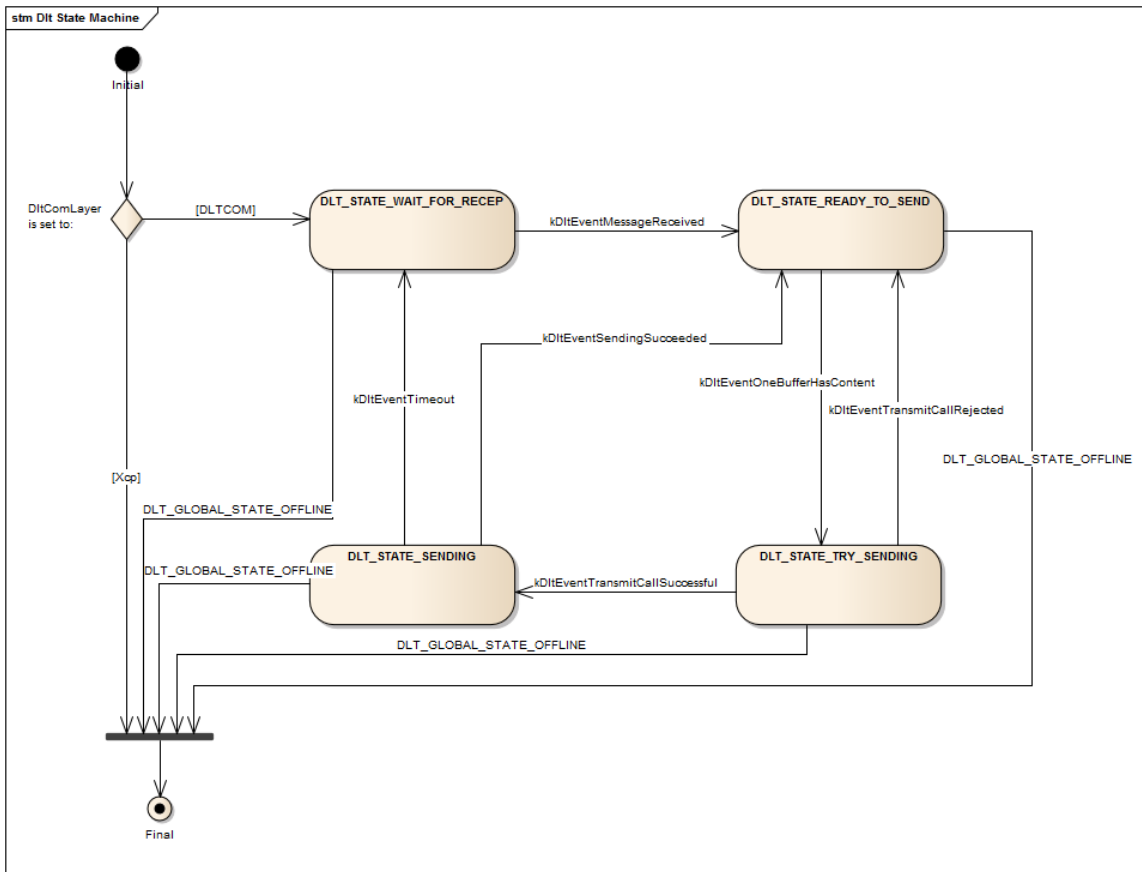 stm Dlt State Machine
Initial
DltComLayer
is set to:
[DLTCOM]
DLT_STATE_WAIT_FOR_RECEP
DLT_STATE_READY_TO_SEND
kDltEventMessageReceived
kDltEventSendingSucceeded
kDltEventOneBufferHasContent
kDltEventTimeout
kDltEventTransmitCallRejected
DLT_GLOBAL_STATE_OFFLINE
[Xcp]
DLT_GLOBAL_STATE_OFFLINE
DLT_STATE_SENDING
DLT_STATE_TRY_SENDING
DLT_GLOBAL_STATE_OFFLINE
kDltEventTransmitCallSuccessful
DLT_GLOBAL_STATE_OFFLINE
Final